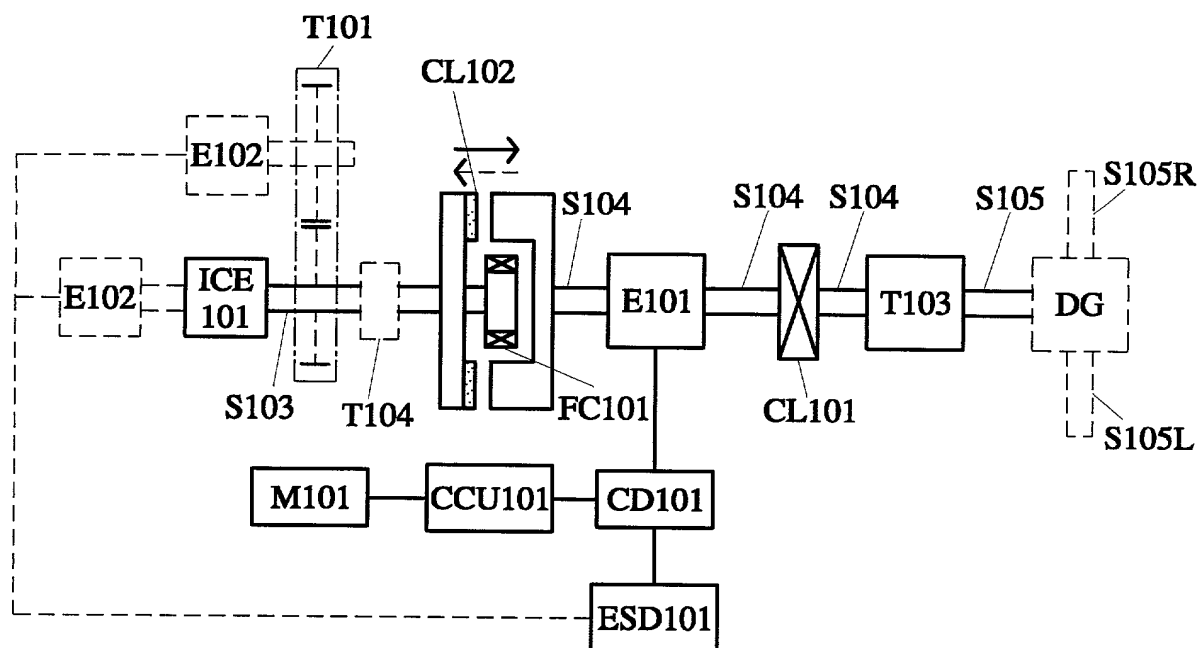 T101
CL102
E102
S104
S104
S104
S105
S105R
E102
ICE
101
E101
T103
DG
S103
T104
FC101
CL101
S105L
M101
CCU101
CD101
ESD101